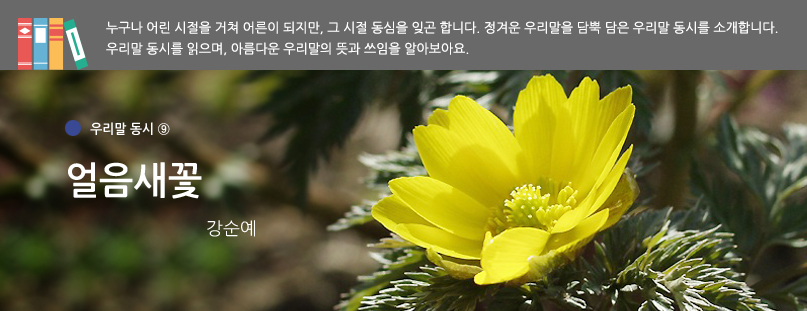 누구나 어린 시절을 거쳐 어른이 되지만, 그 시절 동심을 잊곤 합니다. 정겨운 우리말을 담뿍 담은 우리말 동시를 소개합니다.
우리말 동시를 읽으며, 아름다운 우리말의 뜻과 쓰임을 알아보아요.
우리말 동시 ⑨
얼음새꽃
강순예